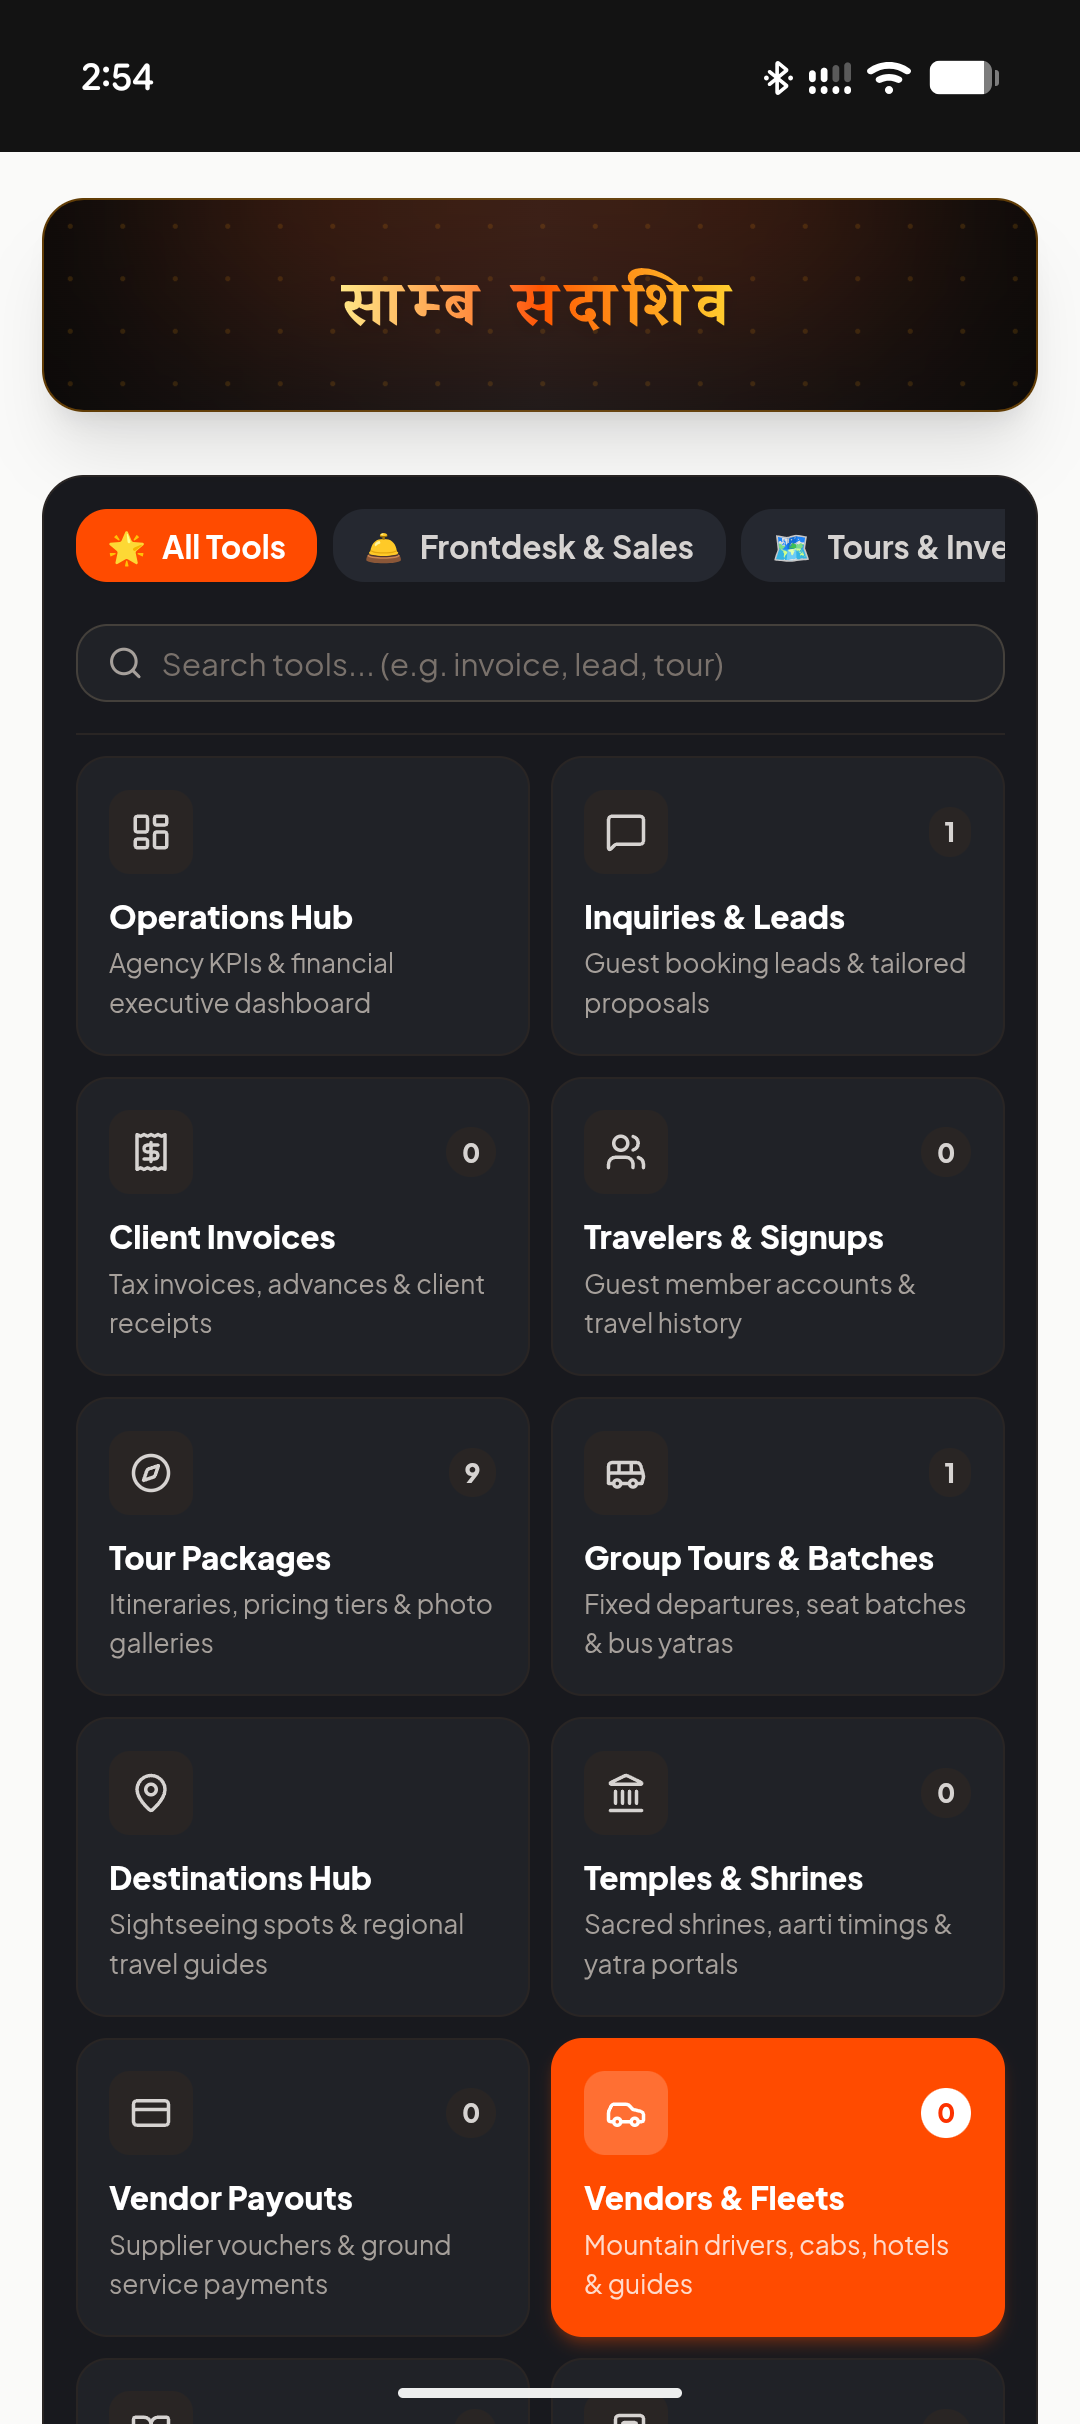 2:54
साम्ब सदाशिव
🌟 All Tools
🛎️ Frontdesk & Sales
🗺️ Tours & Inve
Search tools... (e.g. invoice, lead, tour)
Operations Hub
Agency KPIs & financial
executive dashboard
1
Inquiries & Leads
Guest booking leads & tailored
proposals
0
Client Invoices
Tax invoices, advances & client
receipts
0
Travelers & Signups
Guest member accounts &
travel history
9
Tour Packages
Itineraries, pricing tiers & photo
galleries
1
Group Tours & Batches
Fixed departures, seat batches
& bus yatras
Destinations Hub
Sightseeing spots & regional
travel guides
0
Temples & Shrines
Sacred shrines, aarti timings &
yatra portals
0
Vendor Payouts
Supplier vouchers & ground
service payments
0
Vendors & Fleets
Mountain drivers, cabs, hotels
& guides